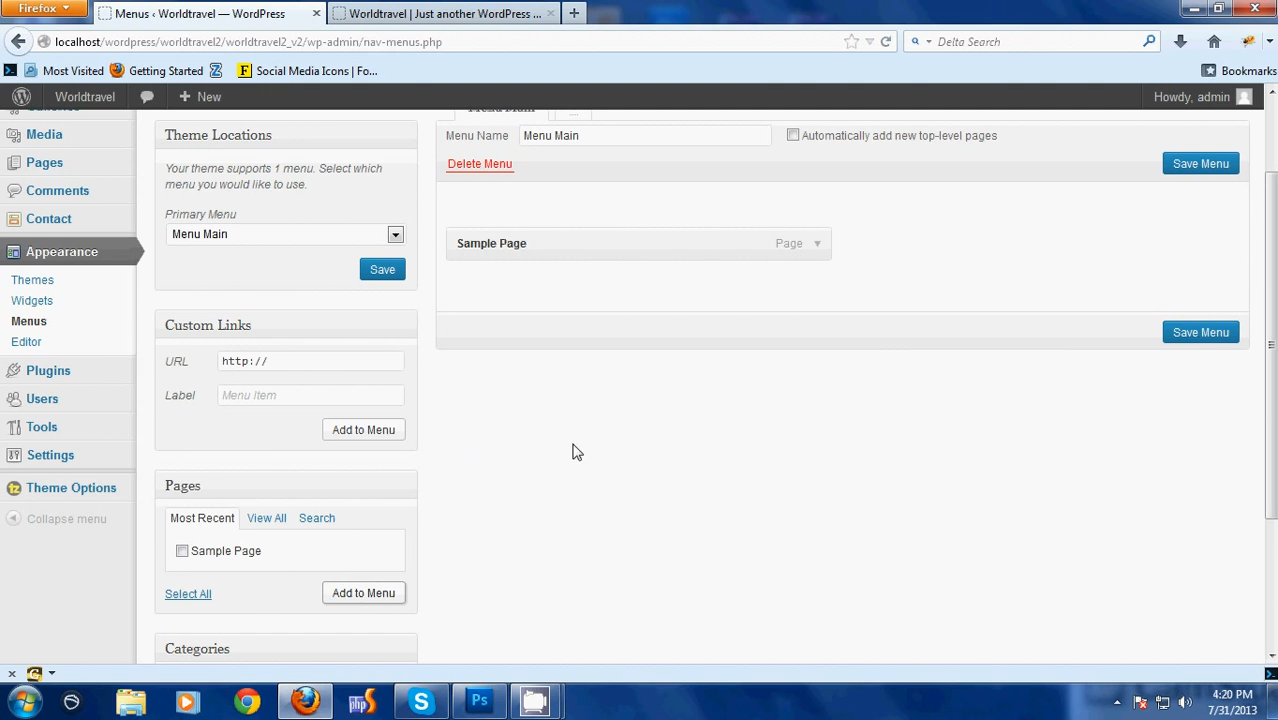 Firefox
Menus ‹ Worldtravel — WordPress
Worldtravel | Just another WordPress ...
localhost/wordpress/worldtravel2/worldtravel2_v2/wp-admin/nav-menus.php
Delta Search
Most Visited
Getting Started
Social Media Icons | Fo...
Bookmarks
Worldtravel
New
Howdy, admin
Menu Main
Media
Pages
Comments
Contact
Appearance
Themes
Widgets
Menus
Editor
Plugins
Users
Tools
Settings
Theme Options
Collapse menu
Theme Locations
Your theme supports 1 menu. Select which
menu you would like to use.
Primary Menu
Menu Main
Save
Custom Links
URL http://
Label Menu Item
Add to Menu
Pages
Most Recent View All Search
Sample Page
Select All Add to Menu
Categories
Menu Name Menu Main Automatically add new top-level pages
Delete Menu Save Menu
Sample Page Page
Save Menu
4:20 PM
7/31/2013